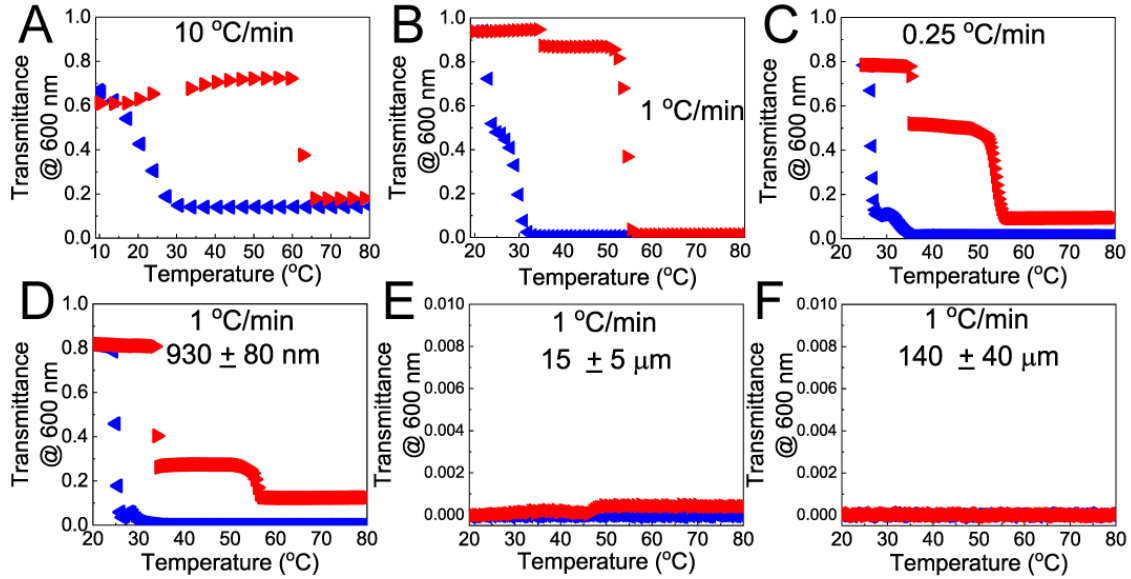 A
10 °C/min
Transmittance
@ 600 nm
1.0
0.8
0.6
0.4
0.2
0.0
10 20 30 40 50 60 70 80
Temperature (°C)
B
1 °C/min
Transmittance
@ 600 nm
1.0
0.8
0.6
0.4
0.2
0.0
20 30 40 50 60 70 80
Temperature (°C)
C
0.25 °C/min
Transmittance
@ 600 nm
1.0
0.8
0.6
0.4
0.2
0.0
20 30 40 50 60 70 80
Temperature (°C)
D
1 °C/min
930 ± 80 nm
Transmittance
@ 600 nm
1.0
0.8
0.6
0.4
0.2
0.0
20 30 40 50 60 70 80
Temperature (°C)
E
1 °C/min
15 ± 5 μm
Transmittance
@ 600 nm
0.010
0.008
0.006
0.004
0.002
0.000
20 30 40 50 60 70 80
Temperature (°C)
F
1 °C/min
140 ± 40 μm
Transmittance
@ 600 nm
0.010
0.008
0.006
0.004
0.002
0.000
20 30 40 50 60 70 80
Temperature (°C)